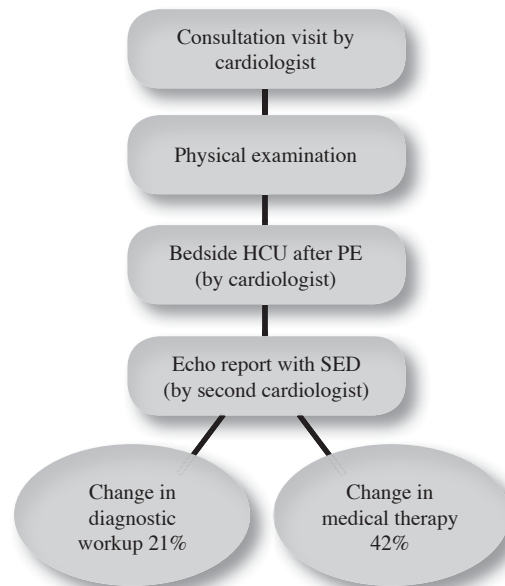 Consultation visit by
cardiologist
Physical examination
Bedside HCU after PE
(by cardiologist)
Echo report with SED
(by second cardiologist)
Change in
diagnostic
workup 21%
Change in
medical therapy
42%